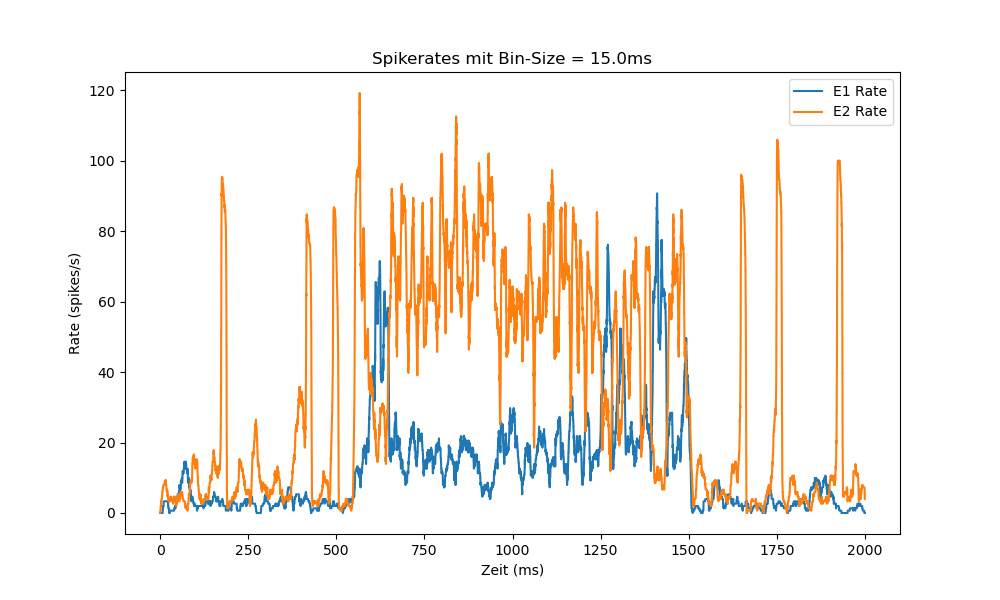 Spikerates mit Bin-Size = 15.0ms
E1 Rate
E2 Rate
Rate (spikes/s)
120
100
80
60
40
20
0
0 250 500 750 1000 1250 1500 1750 2000
Zeit (ms)